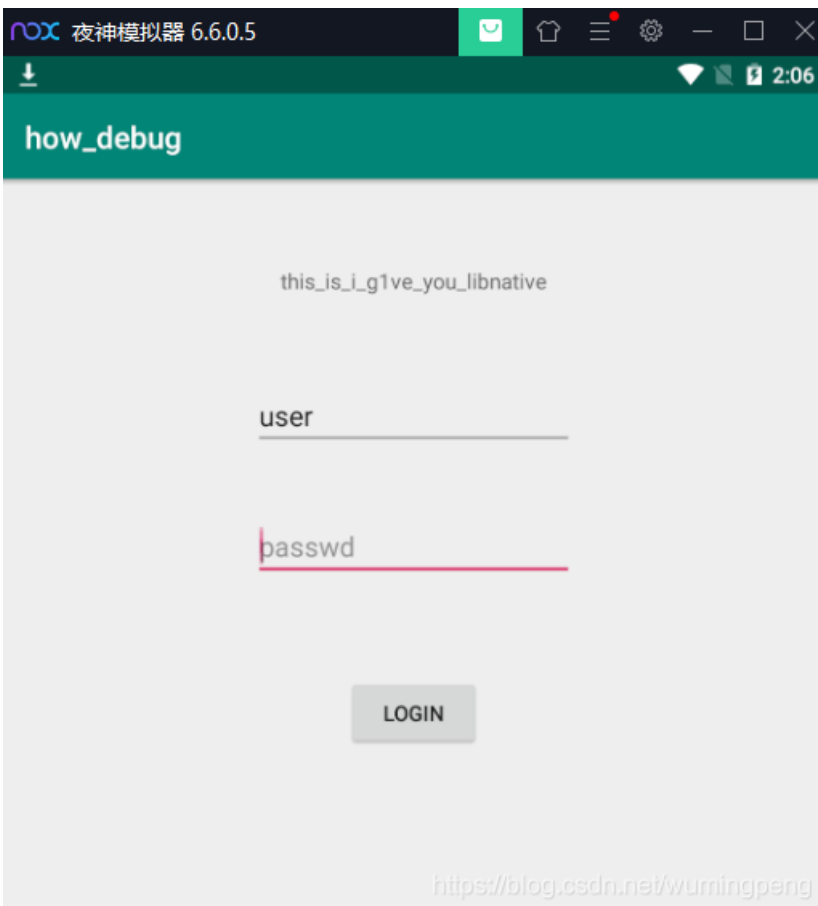 nox 夜神模拟器 6.6.0.5
2:06
how_debug
this_is_i_g1ve_you_libnative
user
passwd
LOGIN
https://blog.csdn.net/wumingpeng